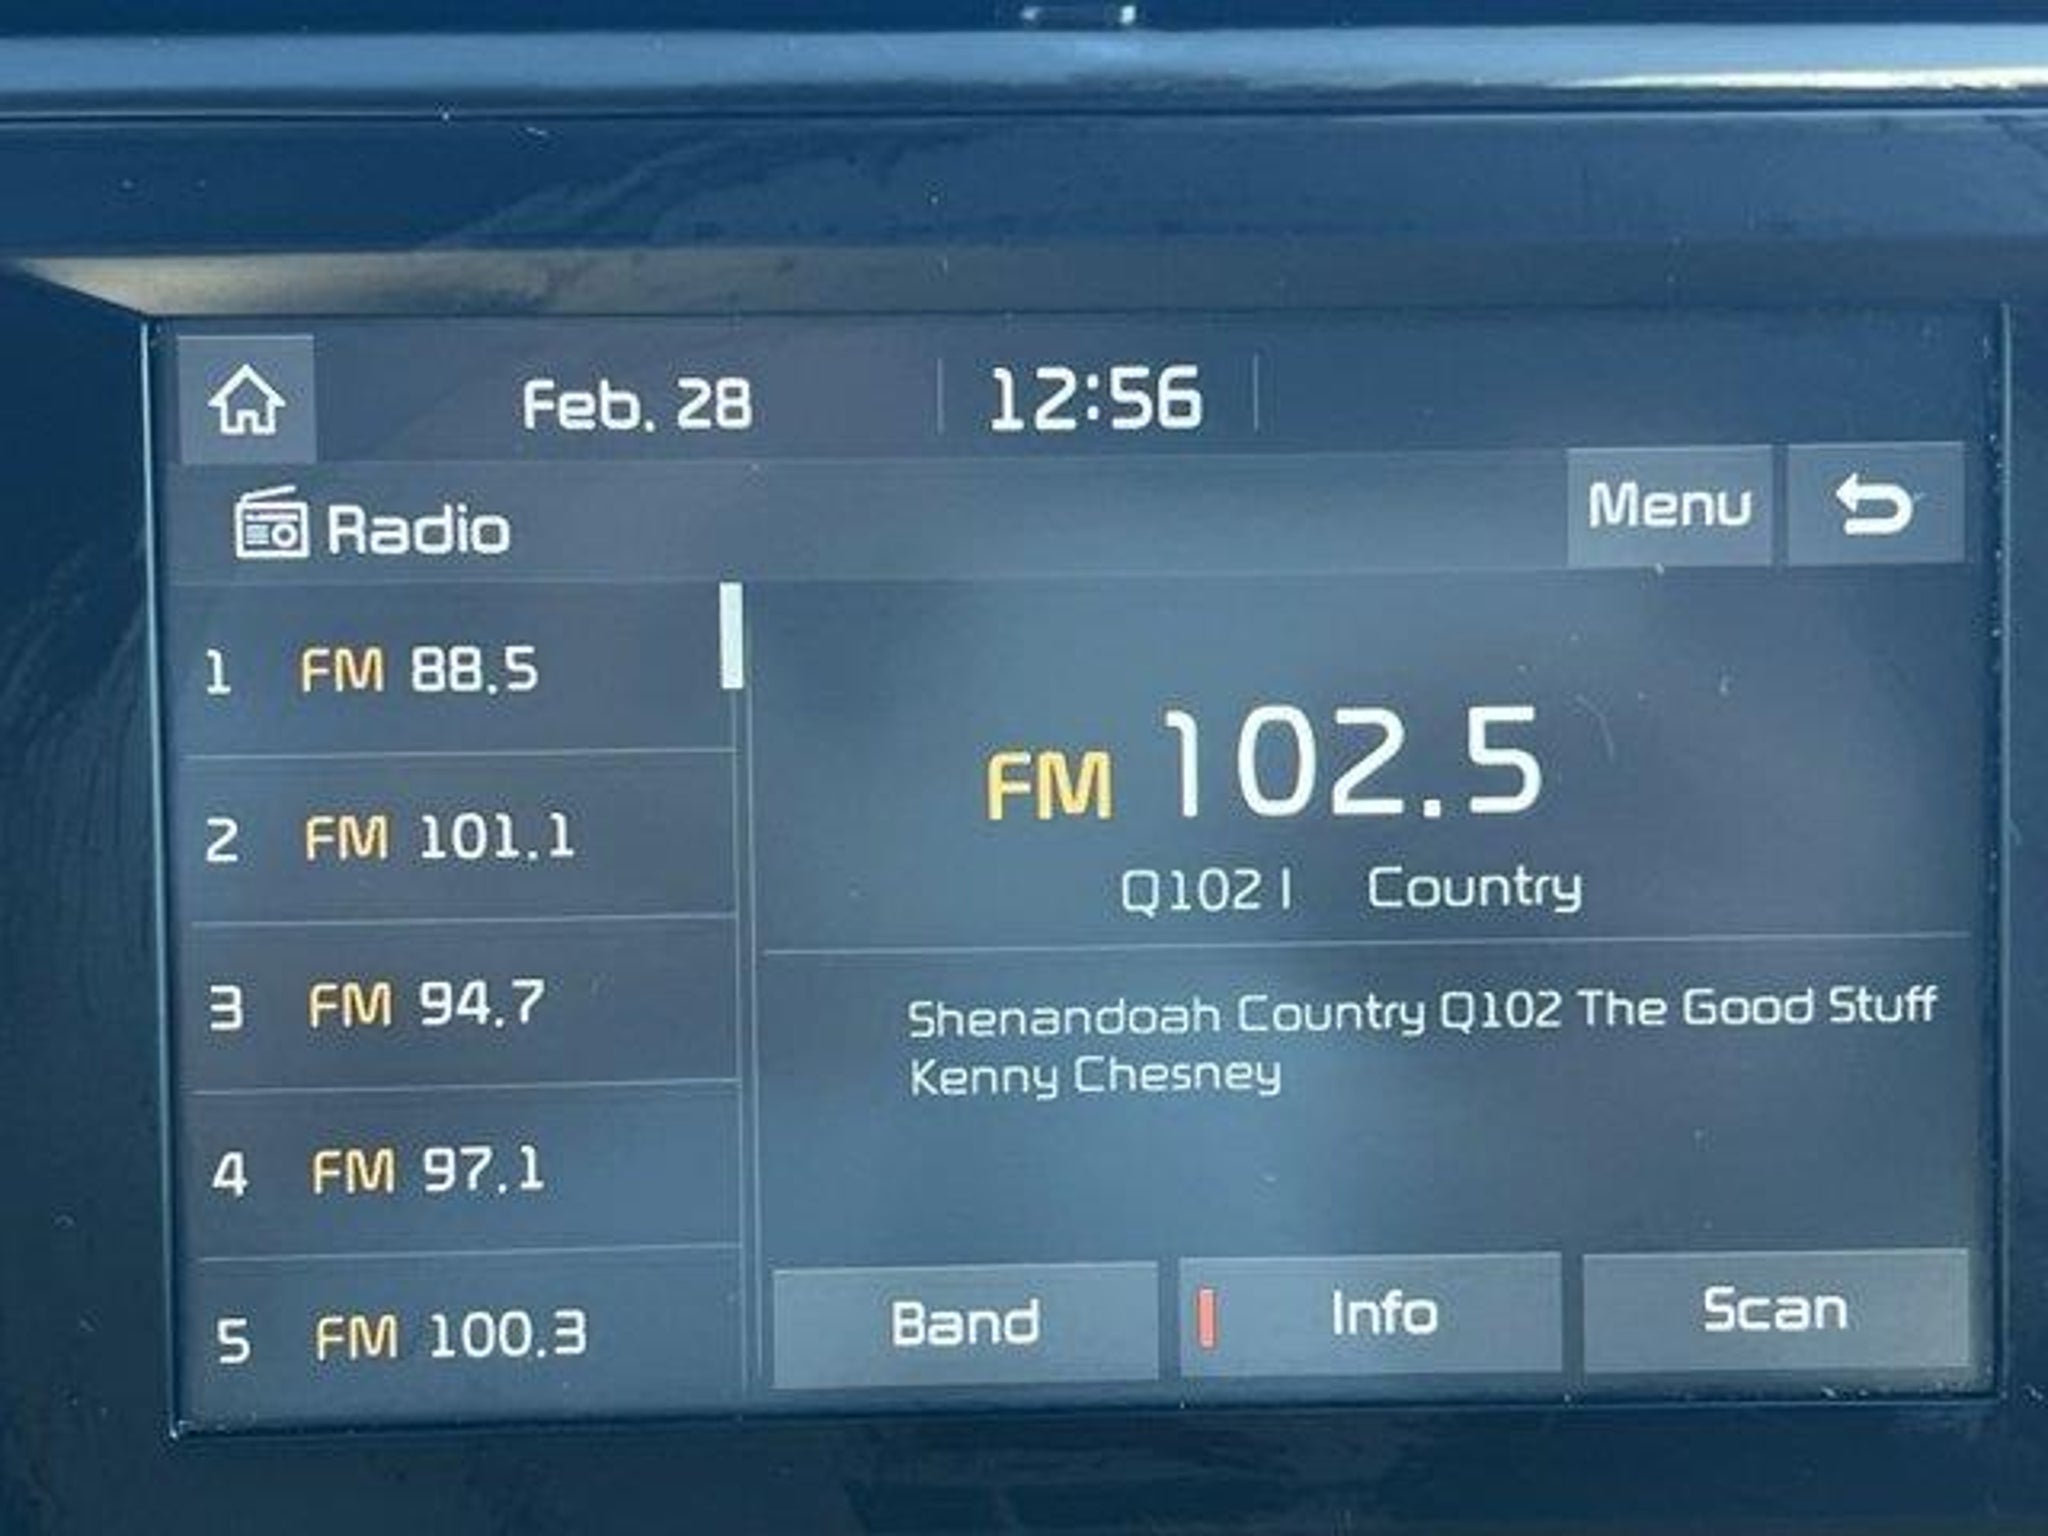 Feb. 28 12:56
Radio
Menu
1 FM 88.5
2 FM 101.1
3 FM 94.7
4 FM 97.1
5 FM 100.3
FM 102.5
Q102 | Country
Shenandoah Country Q102 The Good Stuff
Kenny Chesney
Band Info Scan